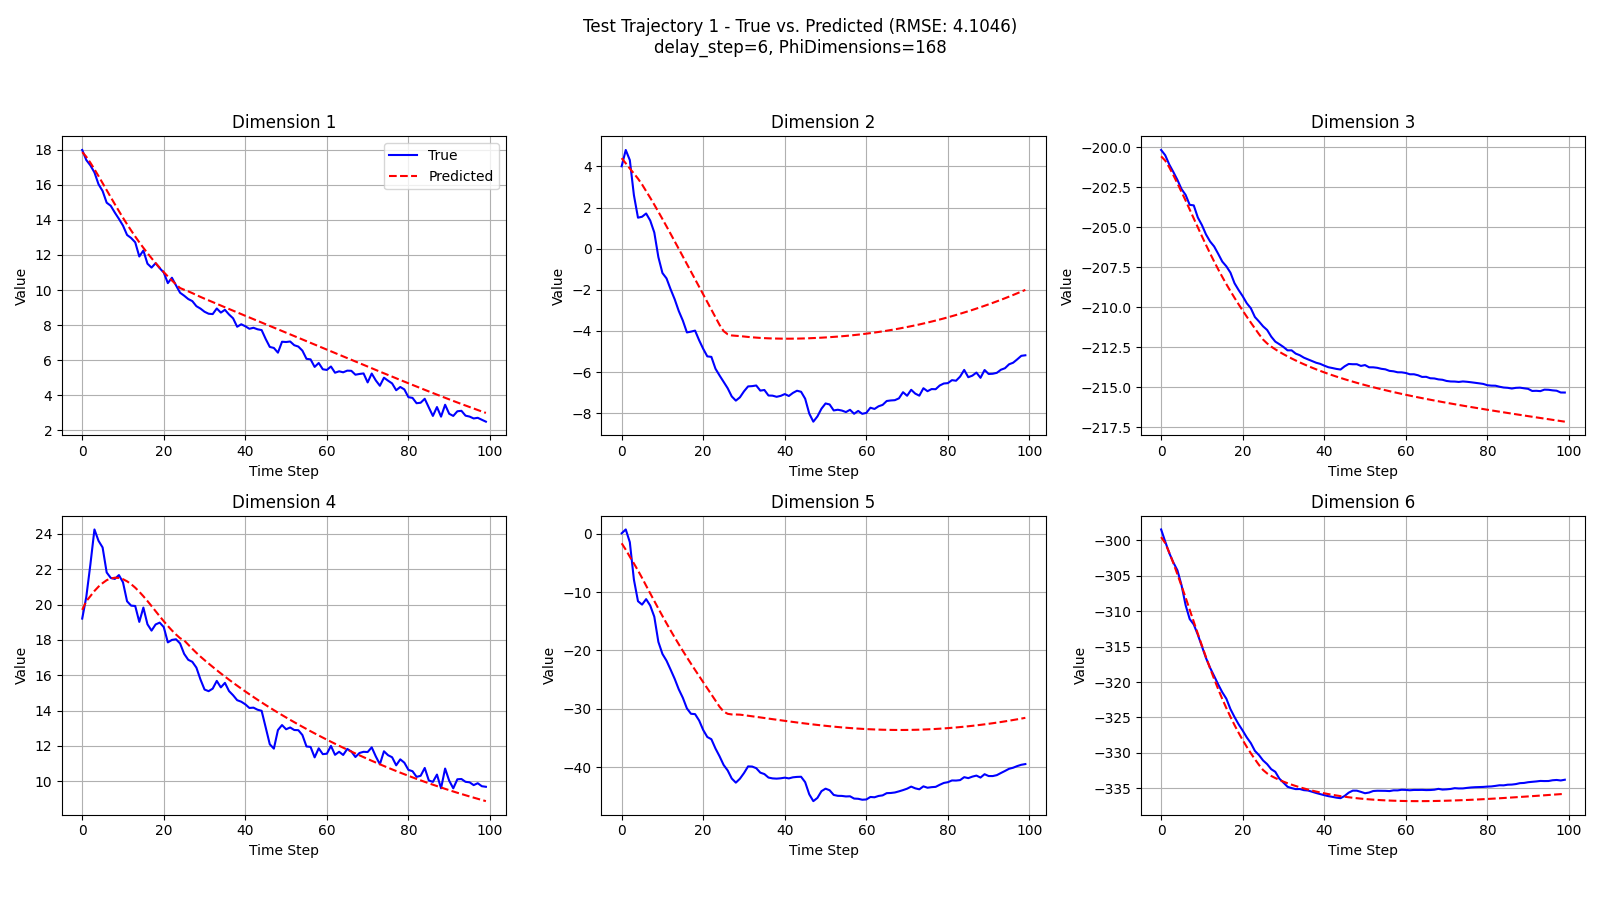 Test Trajectory 1 - True vs. Predicted (RMSE: 4.1046)
delay_step=6, PhiDimensions=168
Dimension 1
True
Predicted
Value
18
16
14
12
10
8
6
4
2
0 20 40 60 80 100
Time Step
Dimension 2
Value
4
2
0
−2
−4
−6
−8
0 20 40 60 80 100
Time Step
Dimension 3
Value
−200.0
−202.5
−205.0
−207.5
−210.0
−212.5
−215.0
−217.5
0 20 40 60 80 100
Time Step
Dimension 4
Value
24
22
20
18
16
14
12
10
0 20 40 60 80 100
Time Step
Dimension 5
Value
0
−10
−20
−30
−40
0 20 40 60 80 100
Time Step
Dimension 6
Value
−300
−305
−310
−315
−320
−325
−330
−335
0 20 40 60 80 100
Time Step